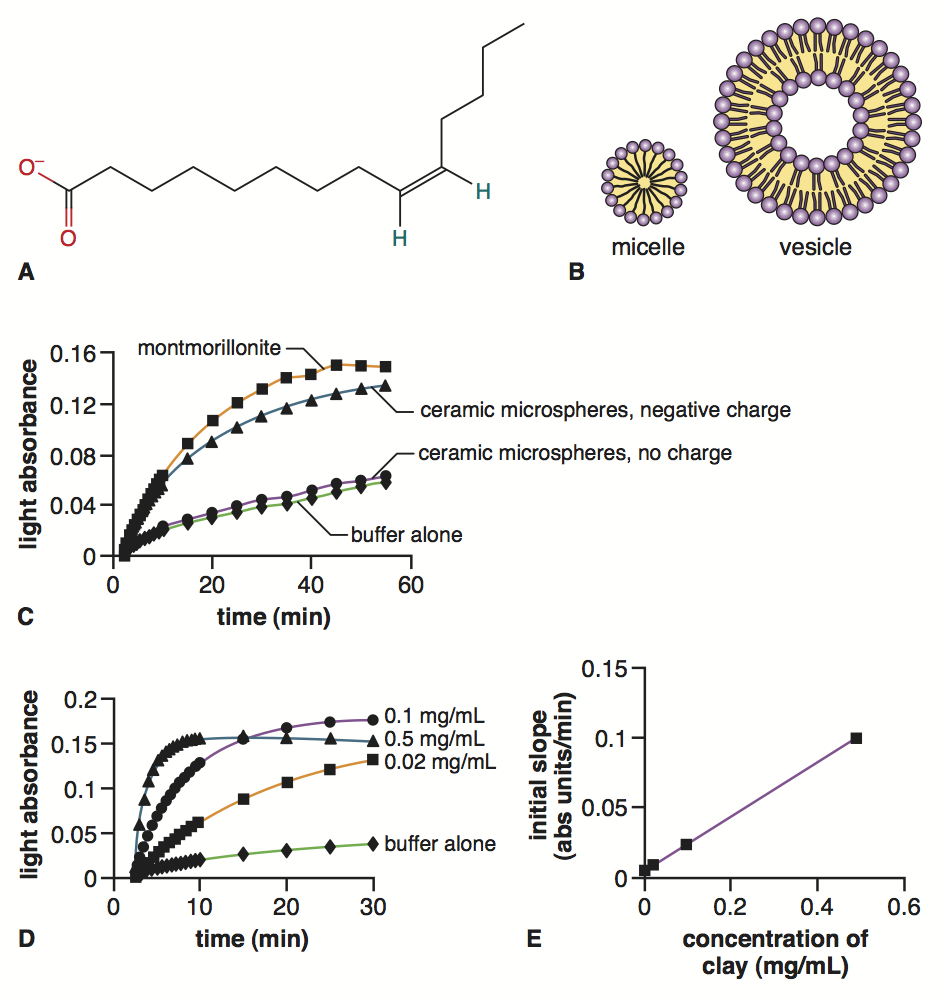 A
O⁻
O
H
H
B
micelle
vesicle
C
light absorbance
0.16
0.12
0.08
0.04
0
0
20
40
60
time (min)
montmorillonite
ceramic microspheres, negative charge
ceramic microspheres, no charge
buffer alone
D
light absorbance
0.2
0.15
0.1
0.05
0
0
10
20
30
time (min)
0.1 mg/mL
0.5 mg/mL
0.02 mg/mL
buffer alone
E
initial slope
(abs units/min)
0.15
0.1
0.05
0
0
0.2
0.4
0.6
concentration of
clay (mg/mL)